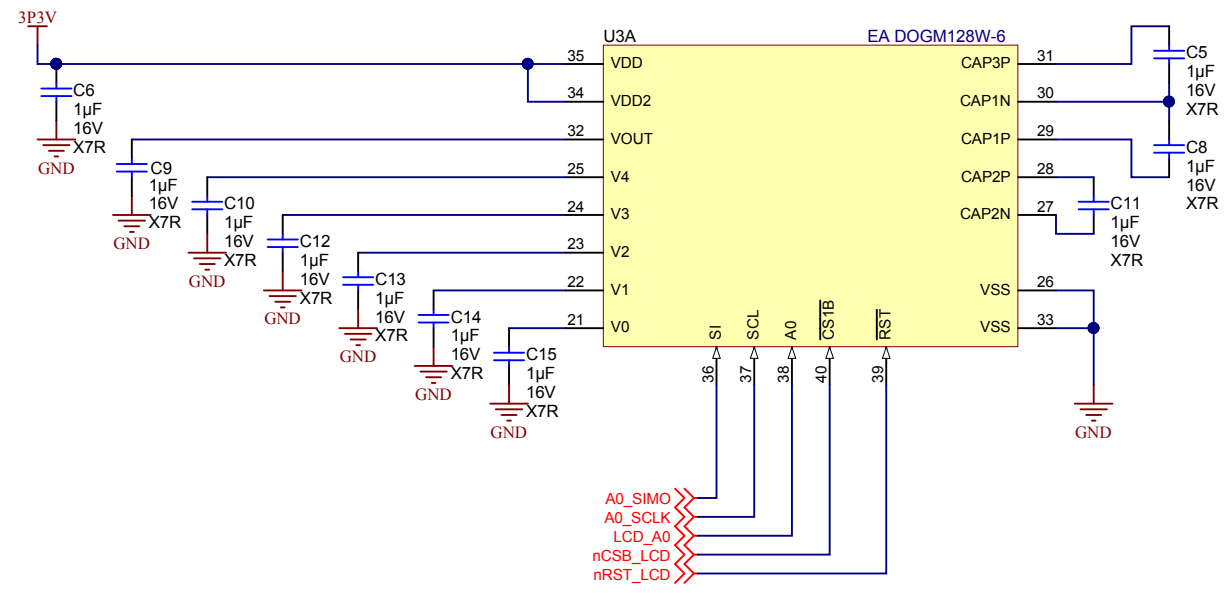 3P3V
U3A
EA DOGM128W-6
35 VDD
34 VDD2
32 VOUT
25 V4
24 V3
23 V2
22 V1
21 V0
CAP3P 31
CAP1N 30
CAP1P 29
CAP2P 28
CAP2N 27
VSS 26
VSS 33
SI 36
SCL 37
A0 38
CS1B 40
RST 39
C6
1µF
16V
X7R
GND
C9
1µF
16V
X7R
GND
C10
1µF
16V
X7R
GND
C12
1µF
16V
X7R
GND
C13
1µF
16V
X7R
GND
C14
1µF
16V
X7R
GND
C15
1µF
16V
X7R
GND
C5
1µF
16V
X7R
C8
1µF
16V
X7R
C11
1µF
16V
X7R
GND
A0_SIMO
A0_SCLK
LCD_A0
nCSB_LCD
nRST_LCD